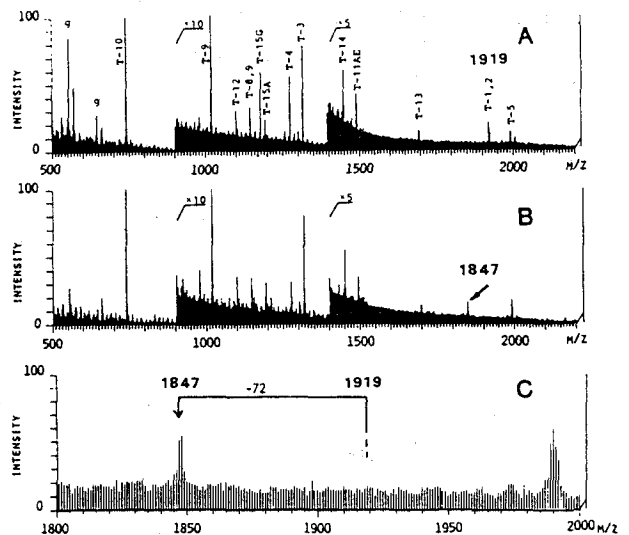 100
INTENSITY
0
g
g
T-10
×10
T-9
T-12
T-8,9
T-15G
T-15A
T-4
T-3
×5
T-14
T-11AE
T-13
1919
T-1,2
T-5
A
500
1000
1500
2000
M/Z
100
INTENSITY
0
×10
×5
1847
B
500
1000
1500
2000
M/Z
100
INTENSITY
0
1847
-72
1919
C
1800
1850
1900
1950
2000
M/Z